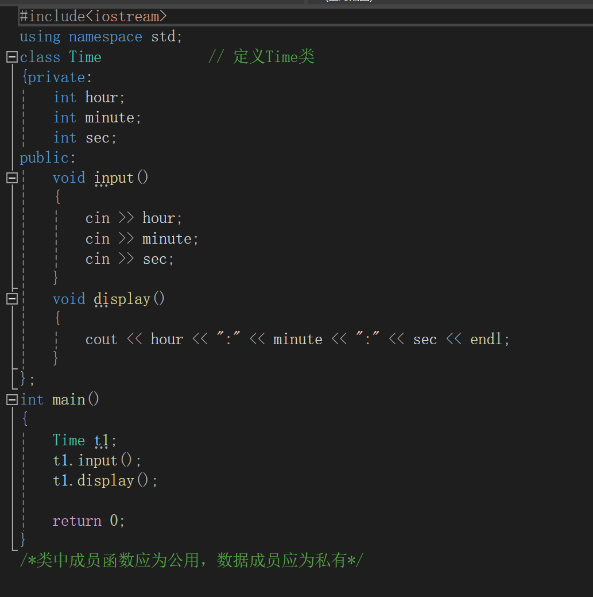 #include<iostream>
using namespace std;
class Time // 定义Time类
{private:
int hour;
int minute;
int sec;
public:
void input()
{
cin >> hour;
cin >> minute;
cin >> sec;
}
void display()
{
cout << hour << ":" << minute << ":" << sec << endl;
}
};
int main()
{
Time t1;
t1.input();
t1.display();
return 0;
}
/*类中成员函数应为公用，数据成员应为私有*/